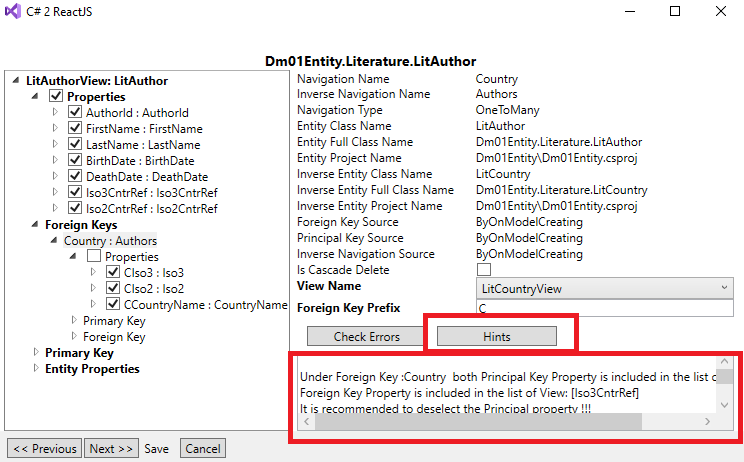 C# 2 ReactJS
Dm01Entity.Literature.LitAuthor
LitAuthorView: LitAuthor
Properties
AuthorId : AuthorId
FirstName : FirstName
LastName : LastName
BirthDate : BirthDate
DeathDate : DeathDate
Iso3CntrRef : Iso3CntrRef
Iso2CntrRef : Iso2CntrRef
Foreign Keys
Country : Authors
Properties
CIso3 : Iso3
CIso2 : Iso2
CCountryName : CountryName
Primary Key
Foreign Key
Primary Key
Entity Properties
Navigation Name Country
Inverse Navigation Name Authors
Navigation Type OneToMany
Entity Class Name LitAuthor
Entity Full Class Name Dm01Entity.Literature.LitAuthor
Entity Project Name Dm01Entity\Dm01Entity.csproj
Inverse Entity Class Name LitCountry
Inverse Entity Full Class Name Dm01Entity.Literature.LitCountry
Inverse Entity Project Name Dm01Entity\Dm01Entity.csproj
Foreign Key Source ByOnModelCreating
Principal Key Source ByOnModelCreating
Inverse Navigation Source ByOnModelCreating
Is Cascade Delete
View Name LitCountryView
Foreign Key Prefix C
Check Errors Hints
Under Foreign Key :Country both Principal Key Property is included in the list
Foreign Key Property is included in the list of View: [Iso3CntrRef]
It is recommended to deselect the Principal property !!!
<< Previous Next >> Save Cancel